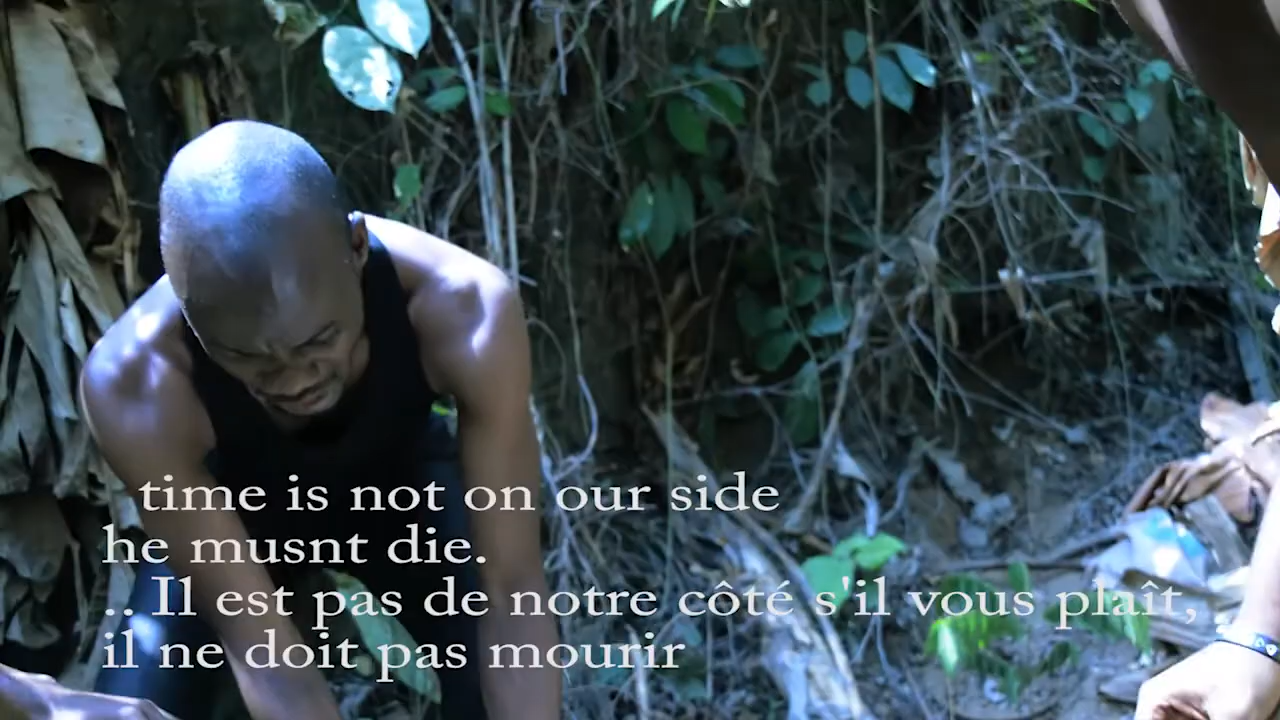 time is not on our side
he musnt die.
.. Il est pas de notre côté s'il vous plaît,
il ne doit pas mourir